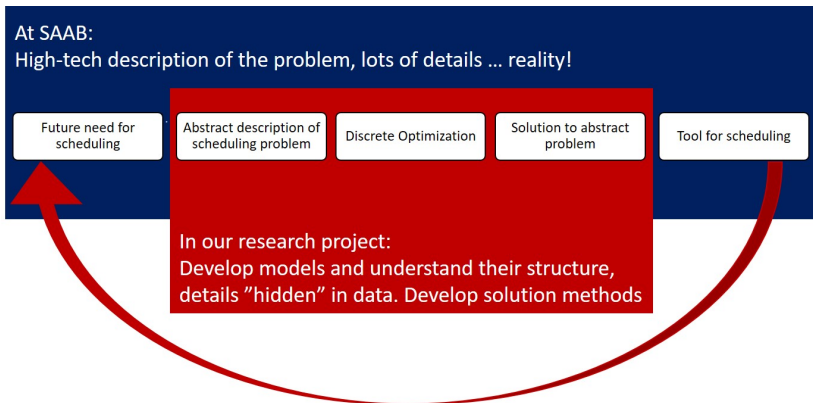 At SAAB:
High-tech description of the problem, lots of details ... reality!
Future need for
scheduling
Abstract description of
scheduling problem
Discrete Optimization
Solution to abstract
problem
Tool for scheduling
In our research project:
Develop models and understand their structure,
details ”hidden” in data. Develop solution methods